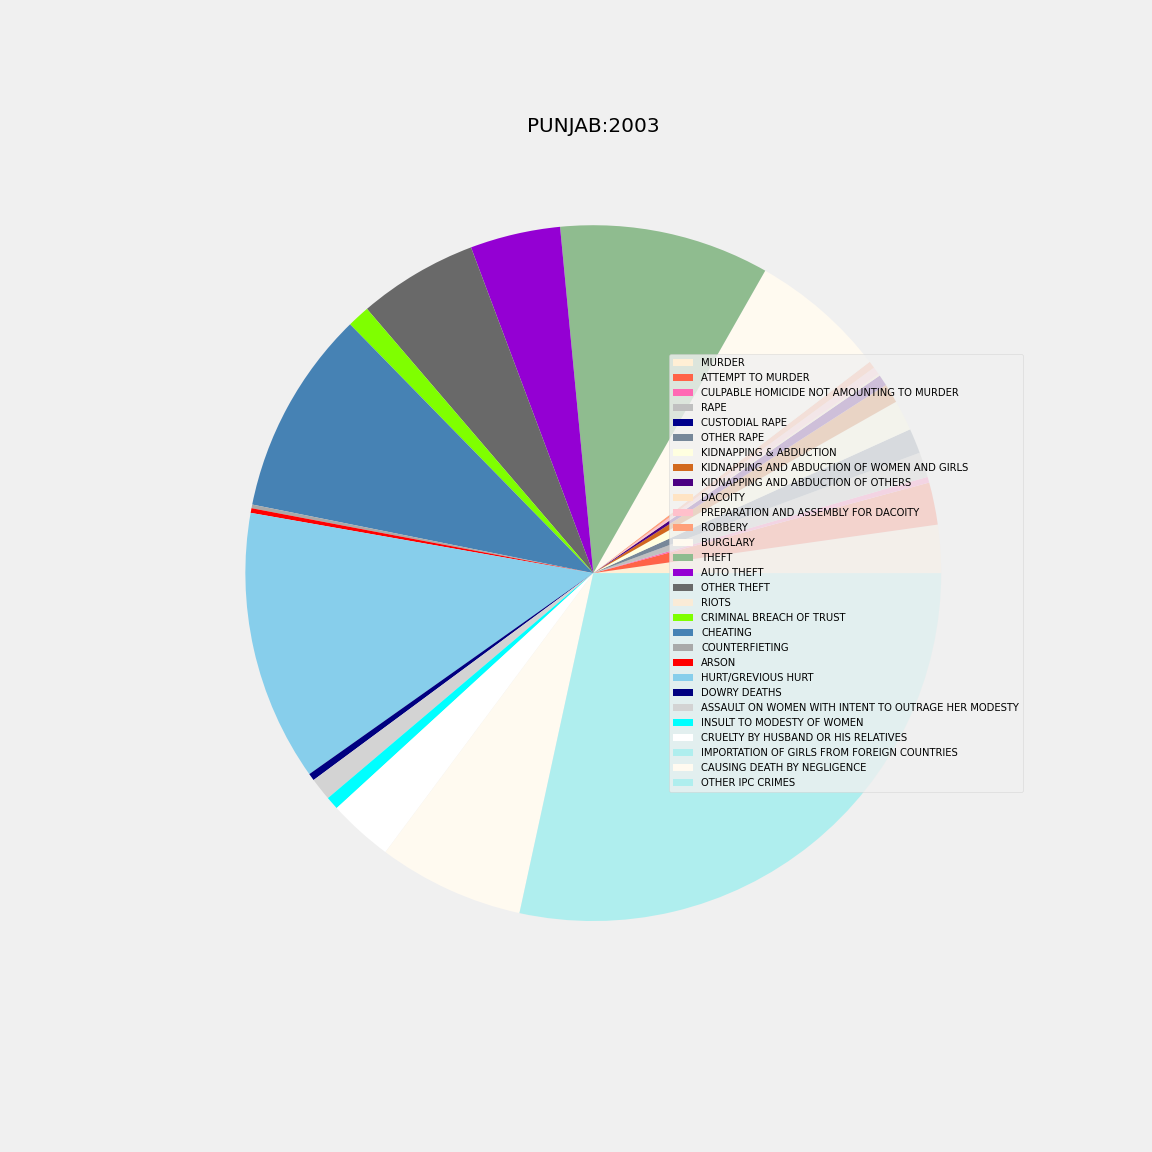 PUNJAB:2003
MURDER
ATTEMPT TO MURDER
CULPABLE HOMICIDE NOT AMOUNTING TO MURDER
RAPE
CUSTODIAL RAPE
OTHER RAPE
KIDNAPPING & ABDUCTION
KIDNAPPING AND ABDUCTION OF WOMEN AND GIRLS
KIDNAPPING AND ABDUCTION OF OTHERS
DACOITY
PREPARATION AND ASSEMBLY FOR DACOITY
ROBBERY
BURGLARY
THEFT
AUTO THEFT
OTHER THEFT
RIOTS
CRIMINAL BREACH OF TRUST
CHEATING
COUNTERFIETING
ARSON
HURT/GREVIOUS HURT
DOWRY DEATHS
ASSAULT ON WOMEN WITH INTENT TO OUTRAGE HER MODESTY
INSULT TO MODESTY OF WOMEN
CRUELTY BY HUSBAND OR HIS RELATIVES
IMPORTATION OF GIRLS FROM FOREIGN COUNTRIES
CAUSING DEATH BY NEGLIGENCE
OTHER IPC CRIMES